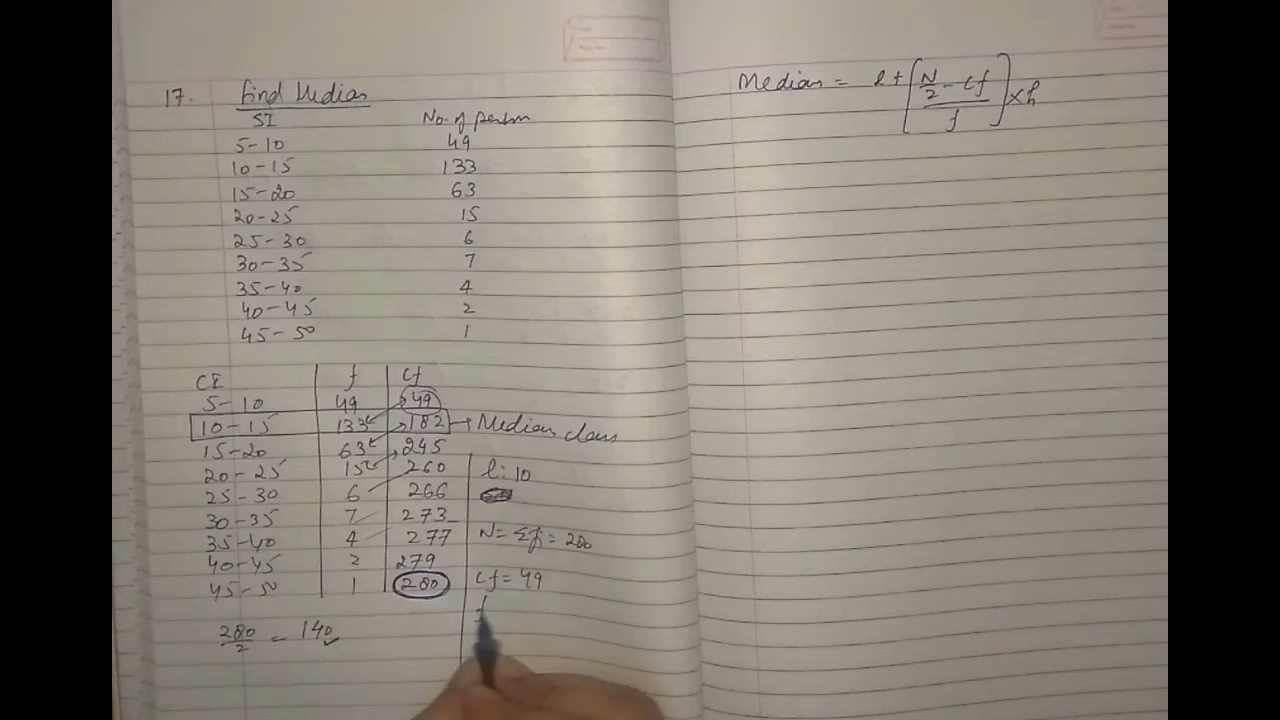 17. Find Median
SI No. of person
5-10 49
10-15 133
15-20 63
20-25 15
25-30 6
30-35 7
35-40 4
40-45 2
45-50 1
CI f Cf
5-10 49 49
10-15 133 182 → Median class
15-20 63 245
20-25 15 260
25-30 6 266
30-35 7 273
35-40 4 277
40-45 2 279
45-50 1 280
280/2 = 140
l: 10
N = Σf = 280
Cf = 49
f
Median = l + [(N/2 - Cf)/f] × h